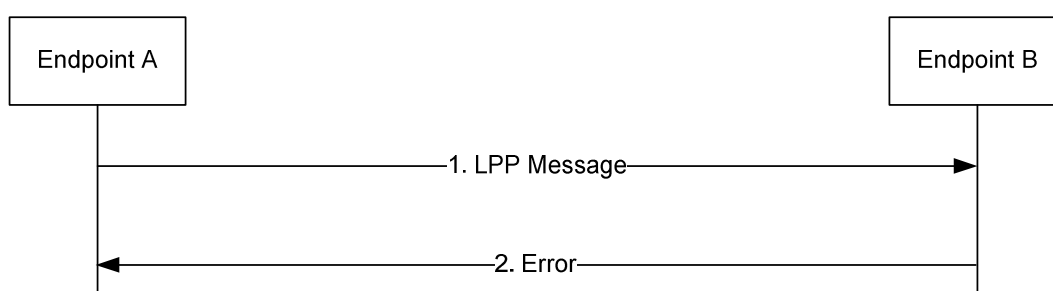 Endpoint A
Endpoint B
1. LPP Message
2. Error